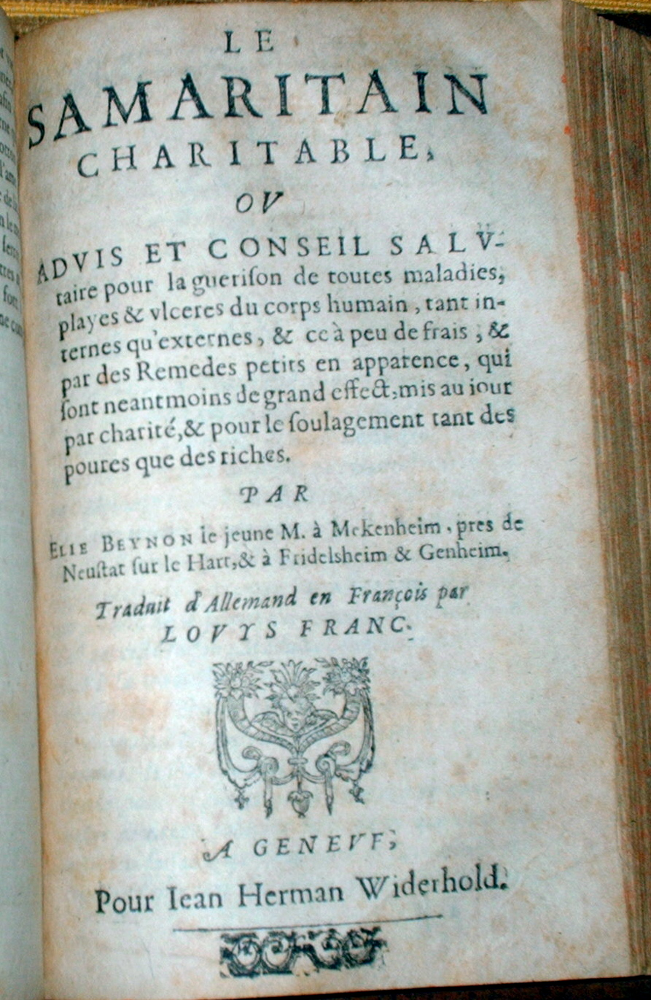 LE
SAMARITAIN
CHARITABLE,
OV
ADVIS ET CONSEIL SALV-
taire pour la gueriſon de toutes maladies,
playes & vlceres du corps humain, tant in-
ternes qu'externes, & ce à peu de frais, &
par des Remedes petits en apparence, qui
ſont neantmoins de grand effect, mis au iour
par charité, & pour le ſoulagement tant des
poures que des riches.
PAR
ELIE BEYNON le jeune M. à Mekenheim, pres de
Neuſtat ſur le Hart, & à Fridelsheim & Genheim.
Traduit d'Allemand en François par
LOVYS FRANC.
A GENEVE,
Pour Iean Herman Widerhold.